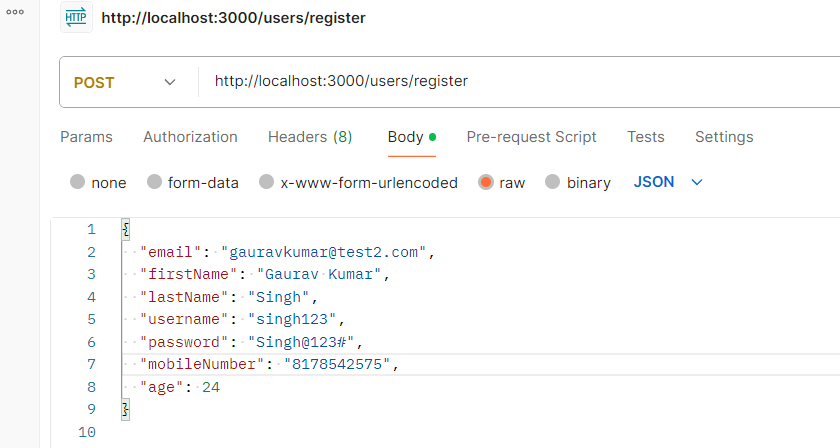 HTTP http://localhost:3000/users/register
POST http://localhost:3000/users/register
Params Authorization Headers (8) Body Pre-request Script Tests Settings
none form-data x-www-form-urlencoded raw binary JSON
1 {
2 "email": "gauravkumar@test2.com",
3 "firstName": "Gaurav Kumar",
4 "lastName": "Singh",
5 "username": "singh123",
6 "password": "Singh@123#",
7 "mobileNumber": "8178542575",
8 "age": 24
9 }
10